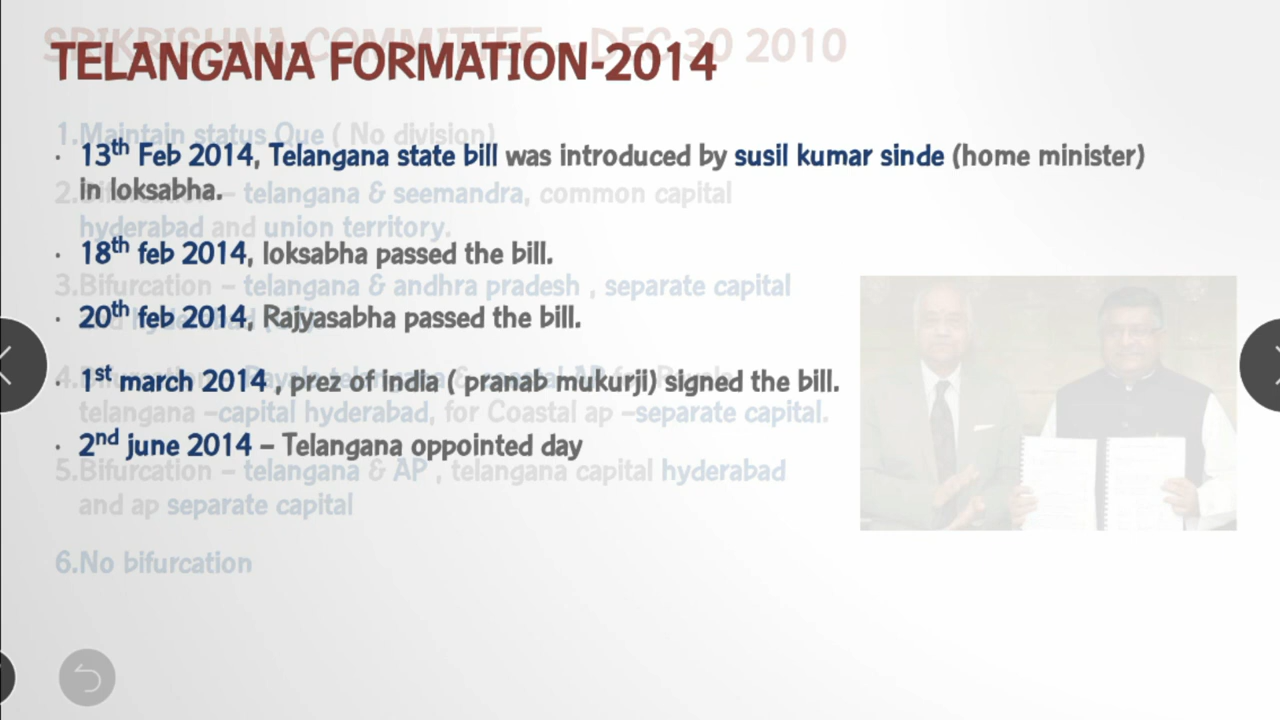 SRIKRISHNA COMMITTEE - DEC 30 2010
TELANGANA FORMATION-2014
1.Maintain status Que ( No division)
· 13th Feb 2014, Telangana state bill was introduced by susil kumar sinde (home minister)
in loksabha.
2.Bifurcation – telangana & seemandra, common capital
hyderabad and union territory.
· 18th feb 2014, loksabha passed the bill.
3.Bifurcation – telangana & andhra pradesh , separate capital
· 20th feb 2014, Rajyasabha passed the bill.
· 1st march 2014 , prez of india ( pranab mukurji) signed the bill.
telangana –capital hyderabad, for Coastal ap –separate capital.
· 2nd june 2014 – Telangana oppointed day
5.Bifurcation – telangana & AP , telangana capital hyderabad
and ap separate capital
6.No bifurcation